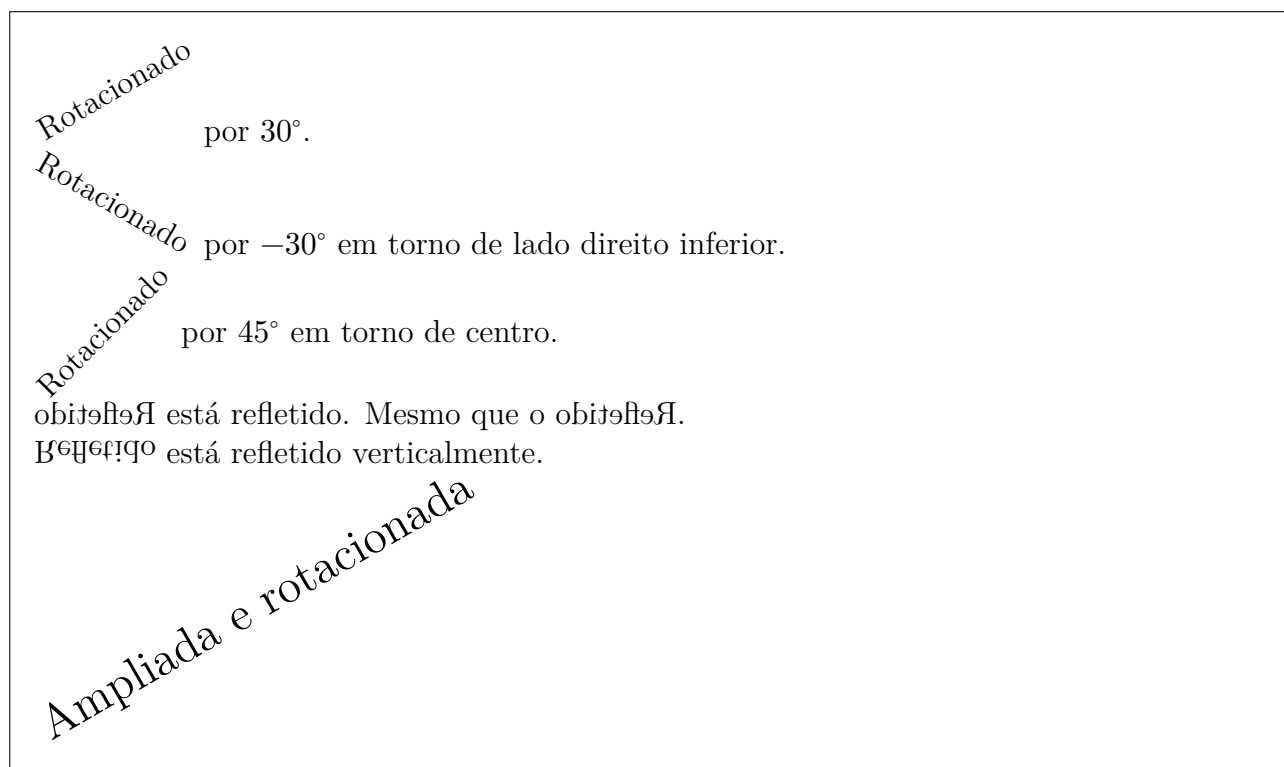 Rotacionado por 30°.
Rotacionado por −30° em torno de lado direito inferior.
Rotacionado por 45° em torno de centro.
Refletido está refletido. Mesmo que o Refletido.
Refletido está refletido verticalmente.
Ampliada e rotacionada